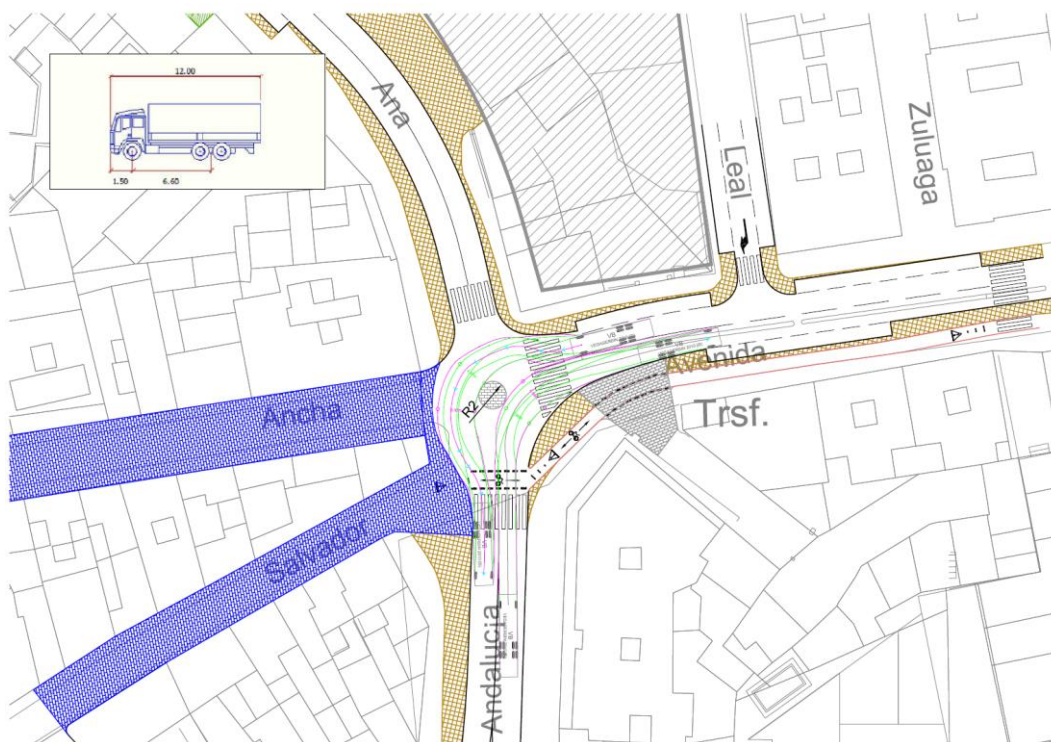 12.00
1.50 6.60
Ana
Leal
Zuluaga
Avenida
Trsf.
R2
Ancha
Salvador
Andalucia